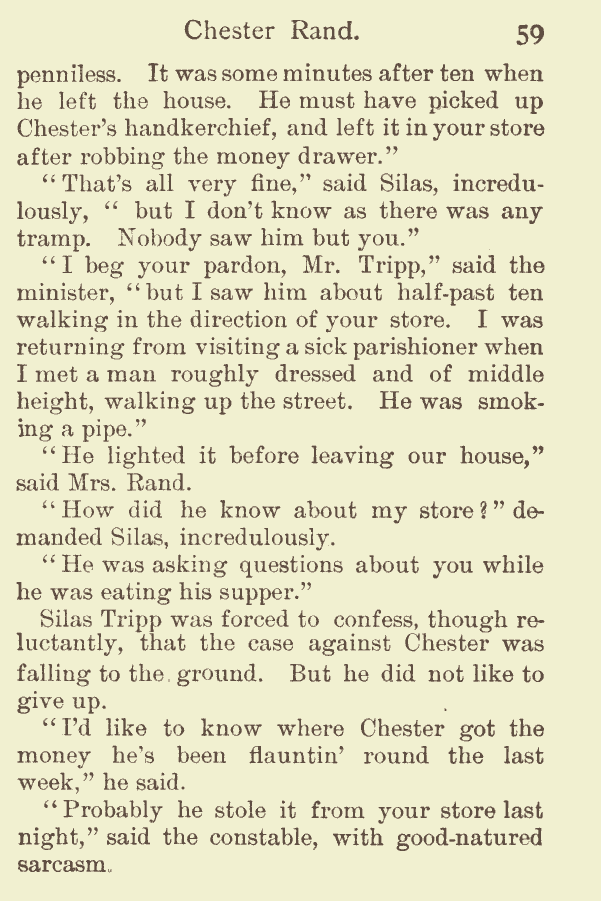 Chester Rand. 59
penniless. It was some minutes after ten when
he left the house. He must have picked up
Chester's handkerchief, and left it in your store
after robbing the money drawer."
"That's all very fine," said Silas, incredu-
lously, " but I don't know as there was any
tramp. Nobody saw him but you."
"I beg your pardon, Mr. Tripp," said the
minister, "but I saw him about half-past ten
walking in the direction of your store. I was
returning from visiting a sick parishioner when
I met a man roughly dressed and of middle
height, walking up the street. He was smok-
ing a pipe."
"He lighted it before leaving our house,"
said Mrs. Rand.
"How did he know about my store?" de-
manded Silas, incredulously.
"He was asking questions about you while
he was eating his supper."
Silas Tripp was forced to confess, though re-
luctantly, that the case against Chester was
falling to the ground. But he did not like to
give up.
"I'd like to know where Chester got the
money he's been flauntin' round the last
week," he said.
"Probably he stole it from your store last
night," said the constable, with good-natured
sarcasm.